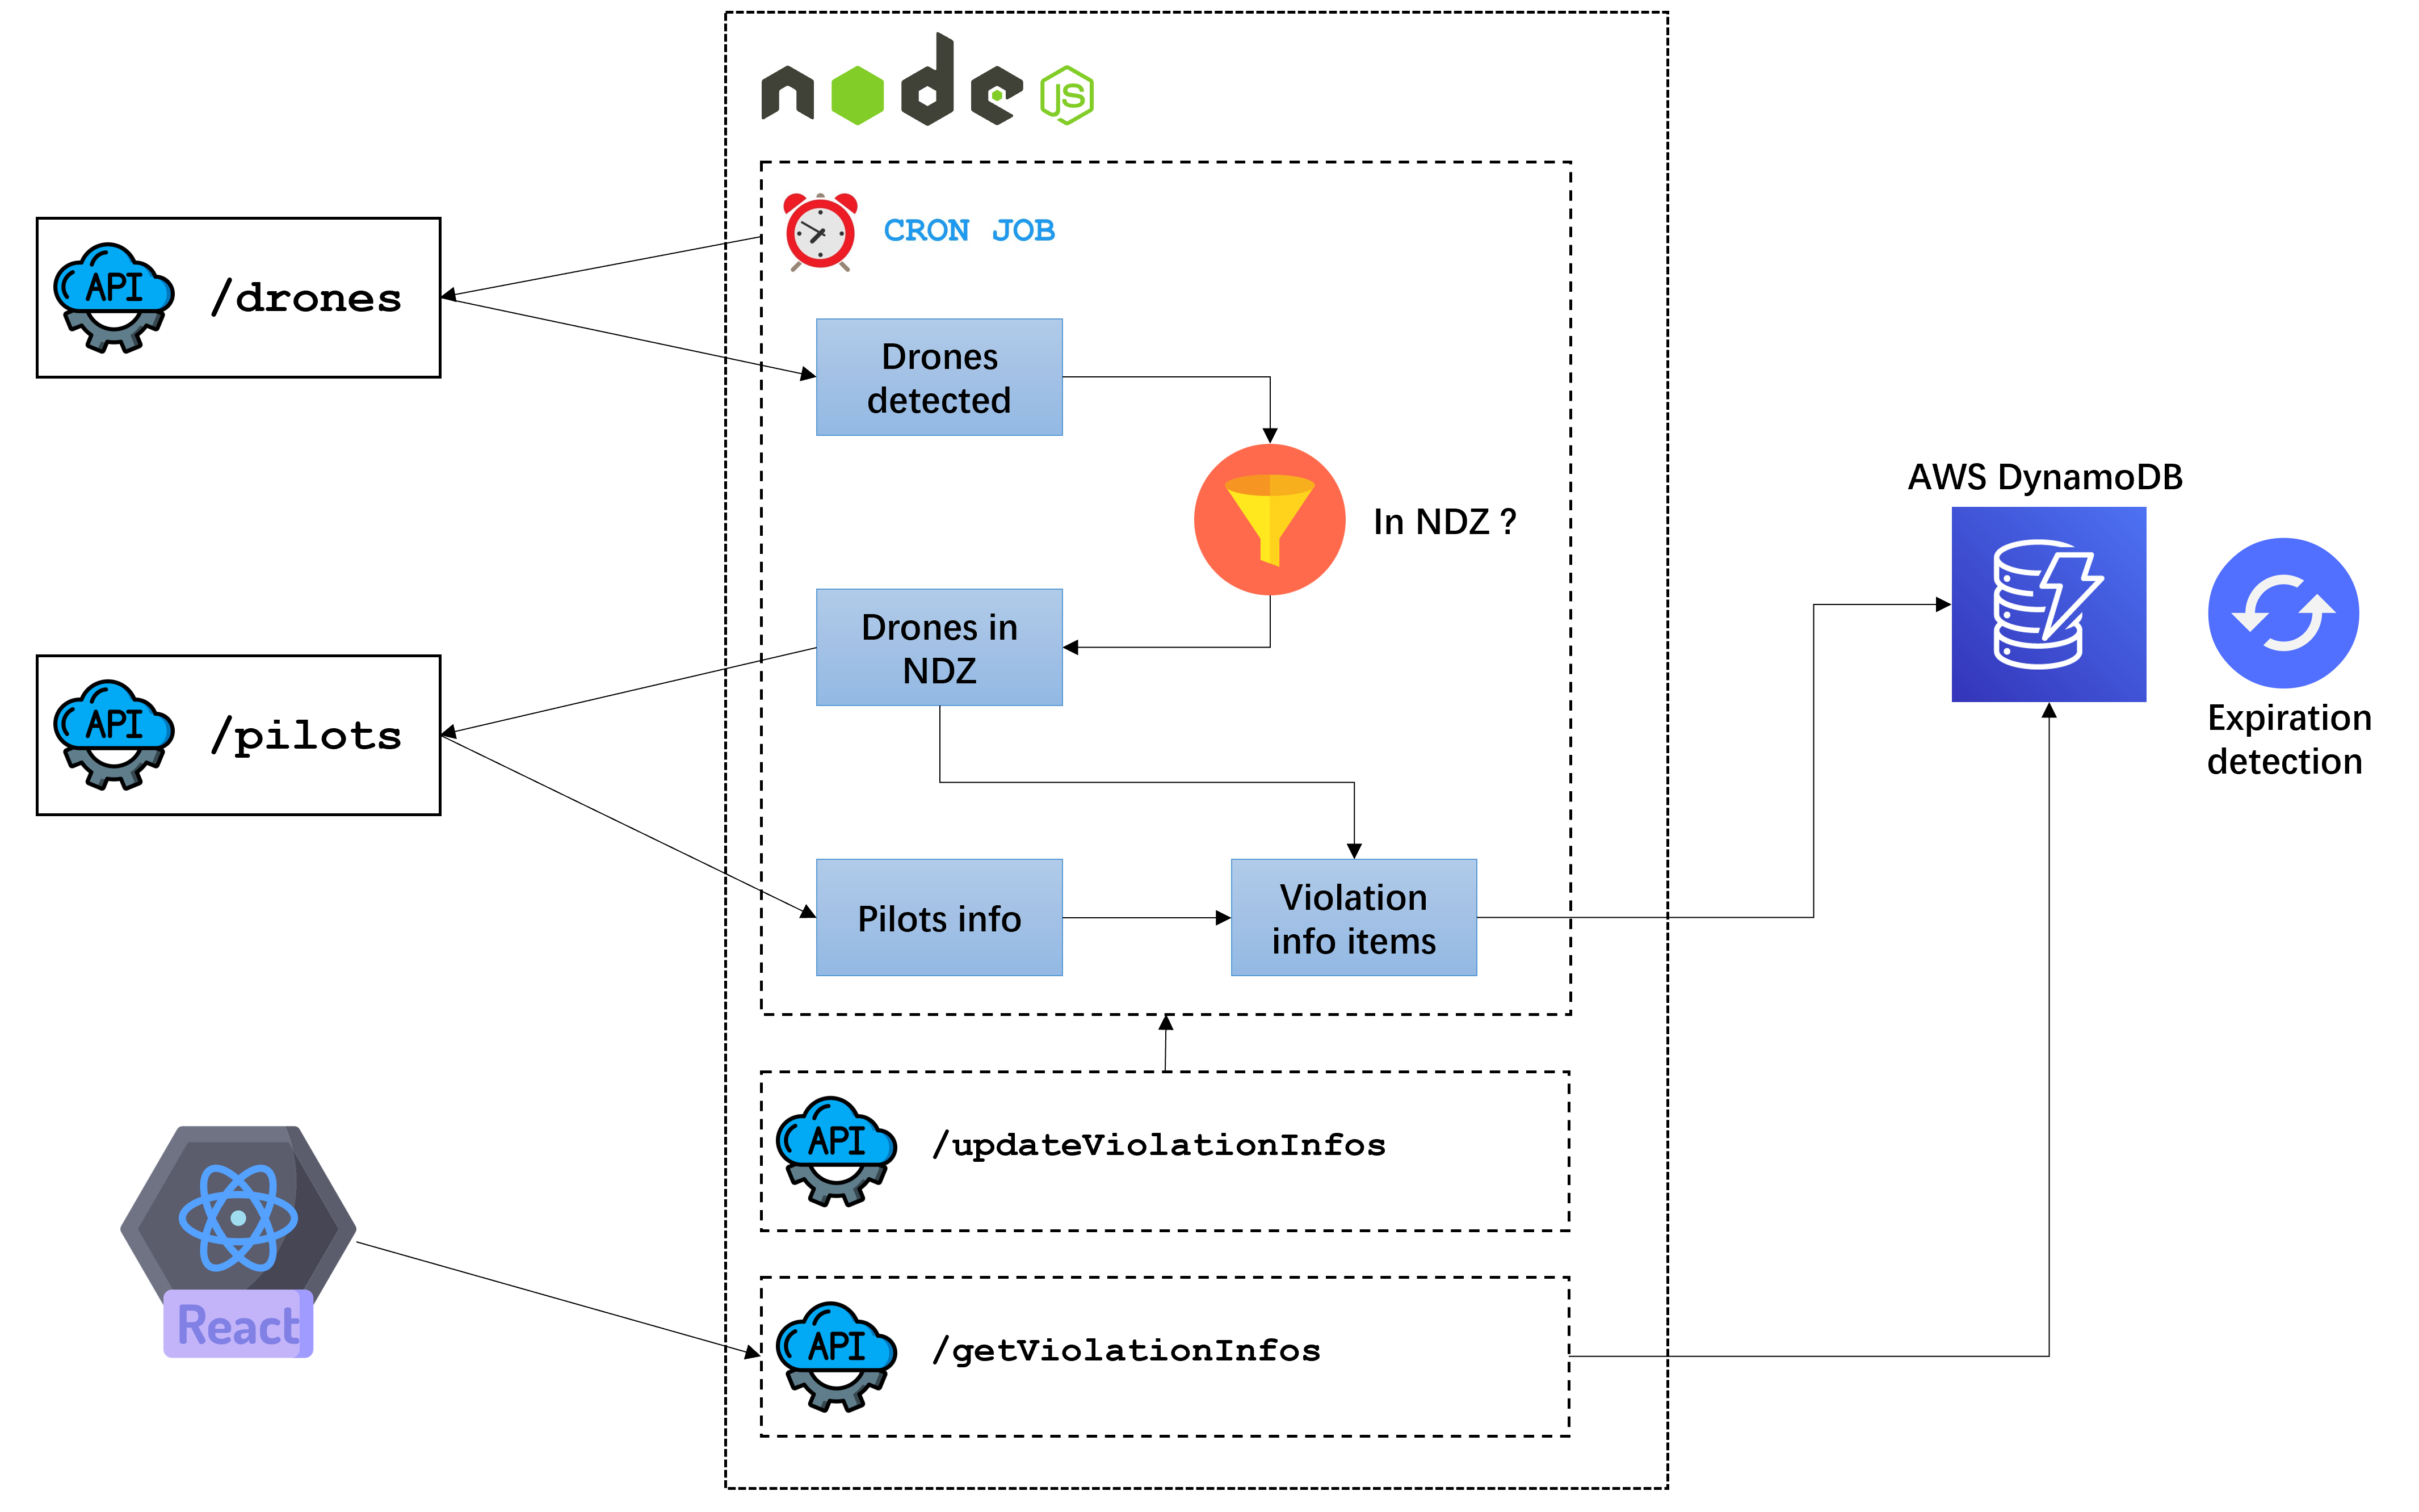 node
JS
CRON JOB
API
/drones
Drones
detected
In NDZ ?
AWS DynamoDB
Drones in
NDZ
API
/pilots
Expiration
detection
Pilots info
Violation
info items
API
/updateViolationInfos
React
API
/getViolationInfos